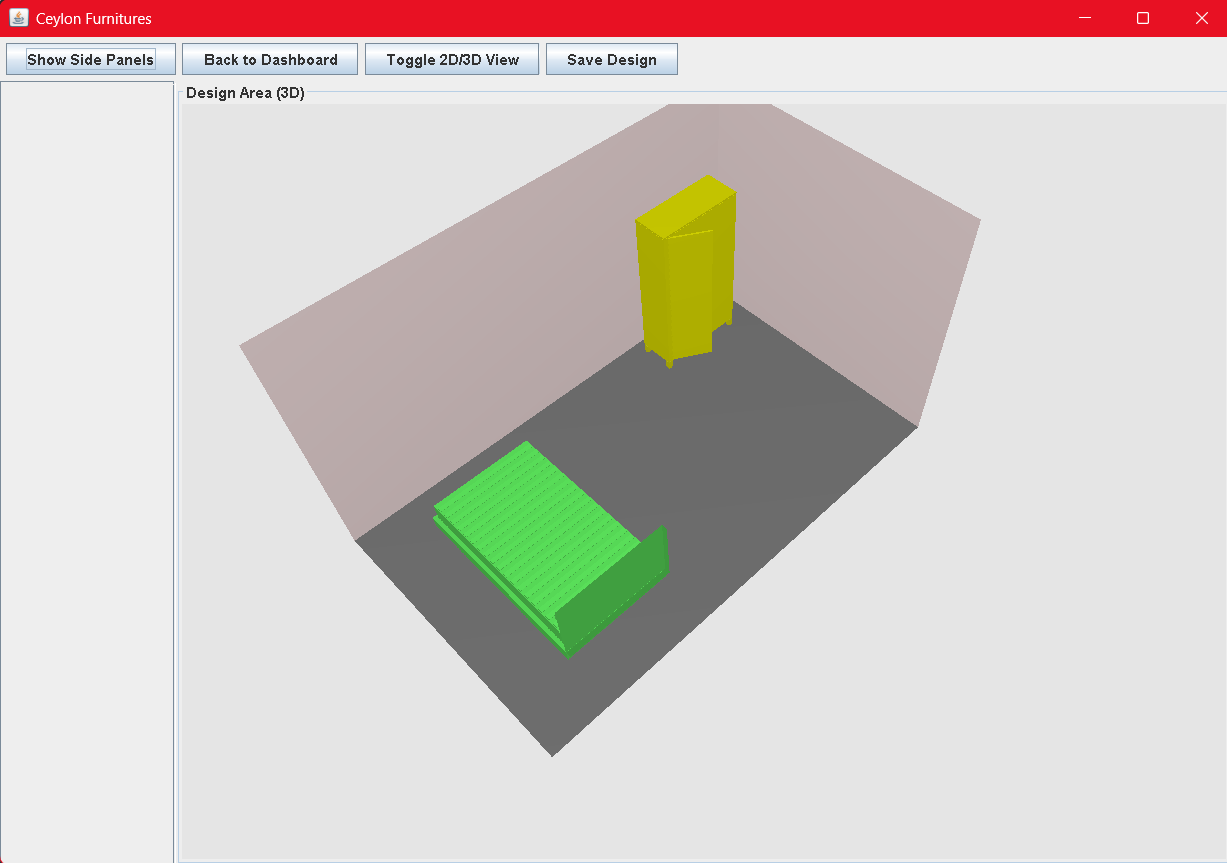 Ceylon Furnitures
Show Side Panels
Back to Dashboard
Toggle 2D/3D View
Save Design
Design Area (3D)